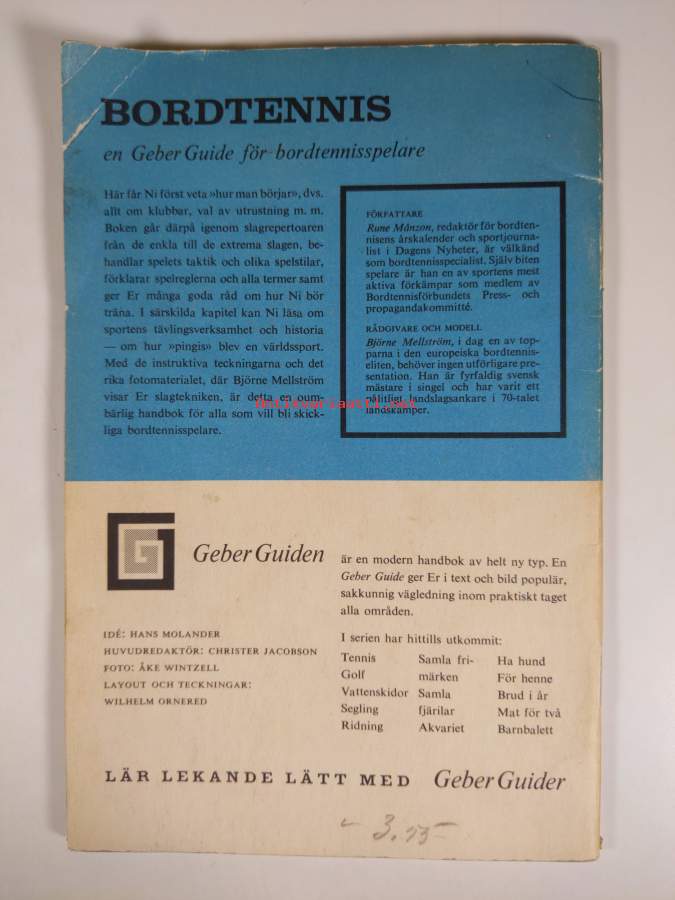 BORDTENNIS
en Geber Guide för bordtennisspelare
Här får Ni först veta »hur man börjar», dvs.
allt om klubbar, val av utrustning m. m.
Boken går därpå igenom slagrepertoaren
från de enkla till de extrema slagen, be-
handlar spelets taktik och olika spelstilar,
förklarar spelreglerna och alla termer samt
ger Er många goda råd om hur Ni bör
träna. I särskilda kapitel kan Ni läsa om
sportens tävlingsverksamhet och historia
— om hur »pingis» blev en världssport.
Med de instruktiva teckningarna och det
rika fotomaterialet, där Björne Mellström
visar Er slagtekniken, är detta en oum-
bärlig handbok för alla som vill bli skick-
liga bordtennisspelare.
FÖRFATTARE
Rune Månzon, redaktör för bordten-
nisens årskalender och sportjourna-
list i Dagens Nyheter, är välkänd
som bordtennisspecialist. Själv biten
spelare är han en av sportens mest
aktiva förkämpar som medlem av
Bordtennisförbundets Press- och
propagandakommitté.
RÅDGIVARE OCH MODELL
Björne Mellström, i dag en av top-
parna i den europeiska bordtennis-
eliten, behöver ingen utförligare pre-
sentation. Han är fyrfaldig svensk
mästare i singel och har varit ett
pålitligt landslagsankare i 70-talet
landskamper.
antikvariaatti.net
G
Geber Guiden
är en modern handbok av helt ny typ. En
Geber Guide ger Er i text och bild populär,
sakkunnig vägledning inom praktiskt taget
alla områden.
IDÉ: HANS MOLANDER
HUVUDREDAKTÖR: CHRISTER JACOBSON
FOTO: ÅKE WINTZELL
LAYOUT OCH TECKNINGAR:
WILHELM ORNERED
I serien har hittills utkommit:
Tennis
Golf
Vattenskidor
Segling
Ridning
Samla fri-
märken
Samla
fjärilar
Akvariet
Ha hund
För henne
Brud i år
Mat för två
Barnbalett
LÄR LEKANDE LÄTT MED Geber Guider